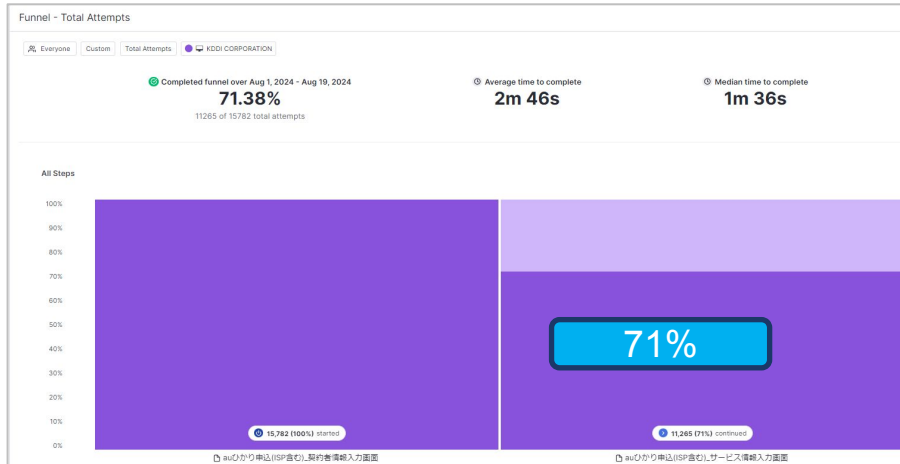 Funnel - Total Attempts
Everyone Custom Total Attempts KDDI CORPORATION
Completed funnel over Aug 1, 2024 - Aug 19, 2024
71.38%
11265 of 15782 total attempts
Average time to complete
2m 46s
Median time to complete
1m 36s
All Steps
100%
90%
80%
70%
60%
50%
40%
30%
20%
10%
0%
71%
15,782 (100%) started
11,265 (71%) continued
auひかり申込(ISP含む)_契約者情報入力画面
auひかり申込(ISP含む)_サービス情報入力画面